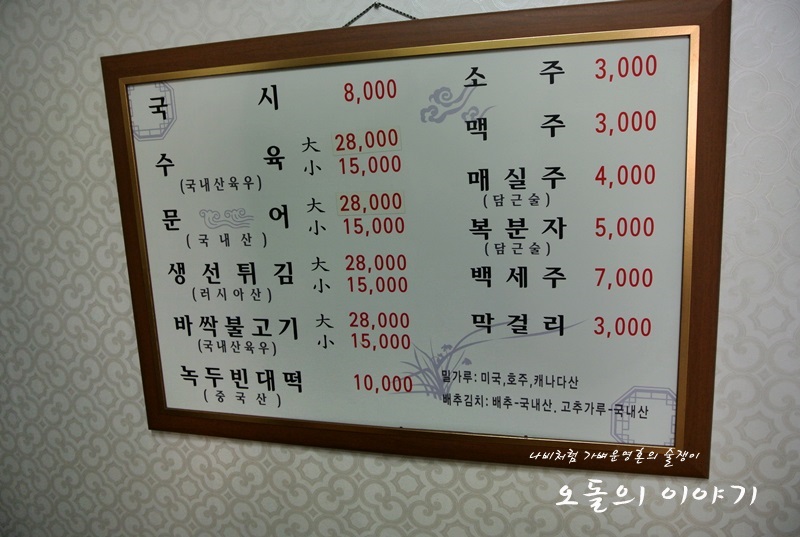 국 시 8,000
수 육 大 28,000
(국내산육우) 小 15,000
문 어 大 28,000
(국내산) 小 15,000
생선튀김 大 28,000
(러시아산) 小 15,000
바싹불고기 大 28,000
(국내산육우) 小 15,000
녹두빈대떡 10,000
(중국산)
소 주 3,000
맥 주 3,000
매실주 4,000
(담근술)
복분자 5,000
(담근술)
백세주 7,000
막걸리 3,000
밀가루: 미국,호주,캐나다산
배추김치: 배추-국내산. 고추가루-국내산
나비처럼 가벼운영혼의 술쟁이
오돌의 이야기